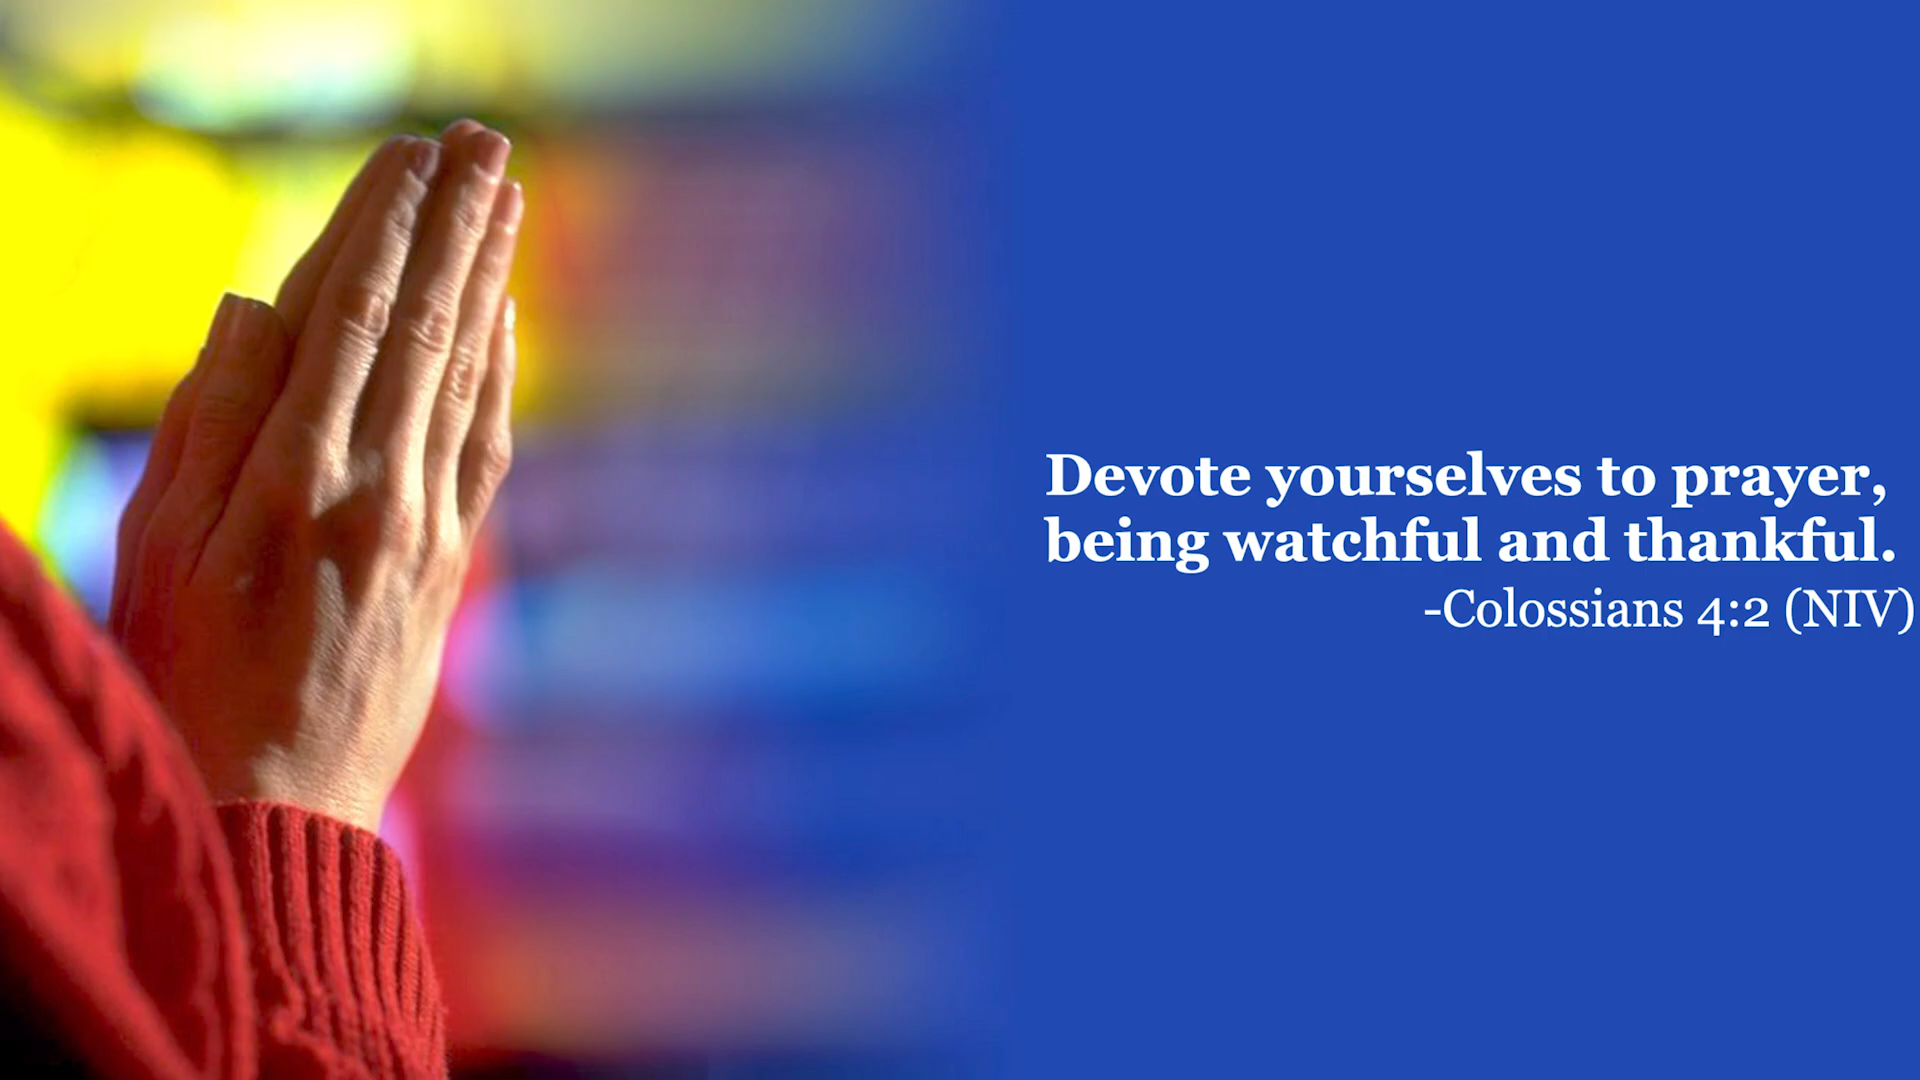 Devote yourselves to prayer,
being watchful and thankful.
-Colossians 4:2 (NIV)